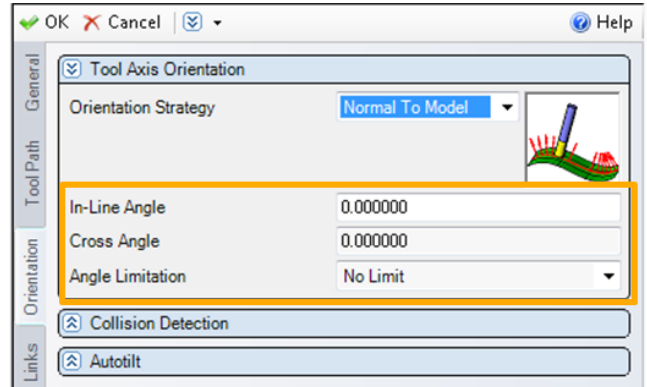 OK Cancel Help
General
Tool Path
Orientation
Links
Tool Axis Orientation
Orientation Strategy Normal To Model
In-Line Angle 0.000000
Cross Angle 0.000000
Angle Limitation No Limit
Collision Detection
Autotilt